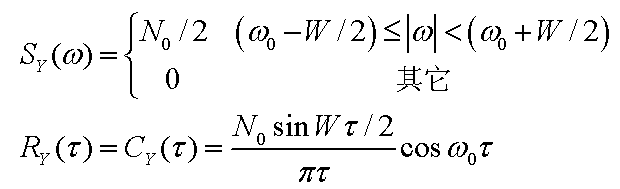 S_Y(ω) = { N_0/2 (ω_0 − W/2) ≤ |ω| < (ω_0 + W/2)
0 其它
R_Y(τ) = C_Y(τ) = \frac{N_0 sin Wτ/2}{πτ} cos ω_0τ